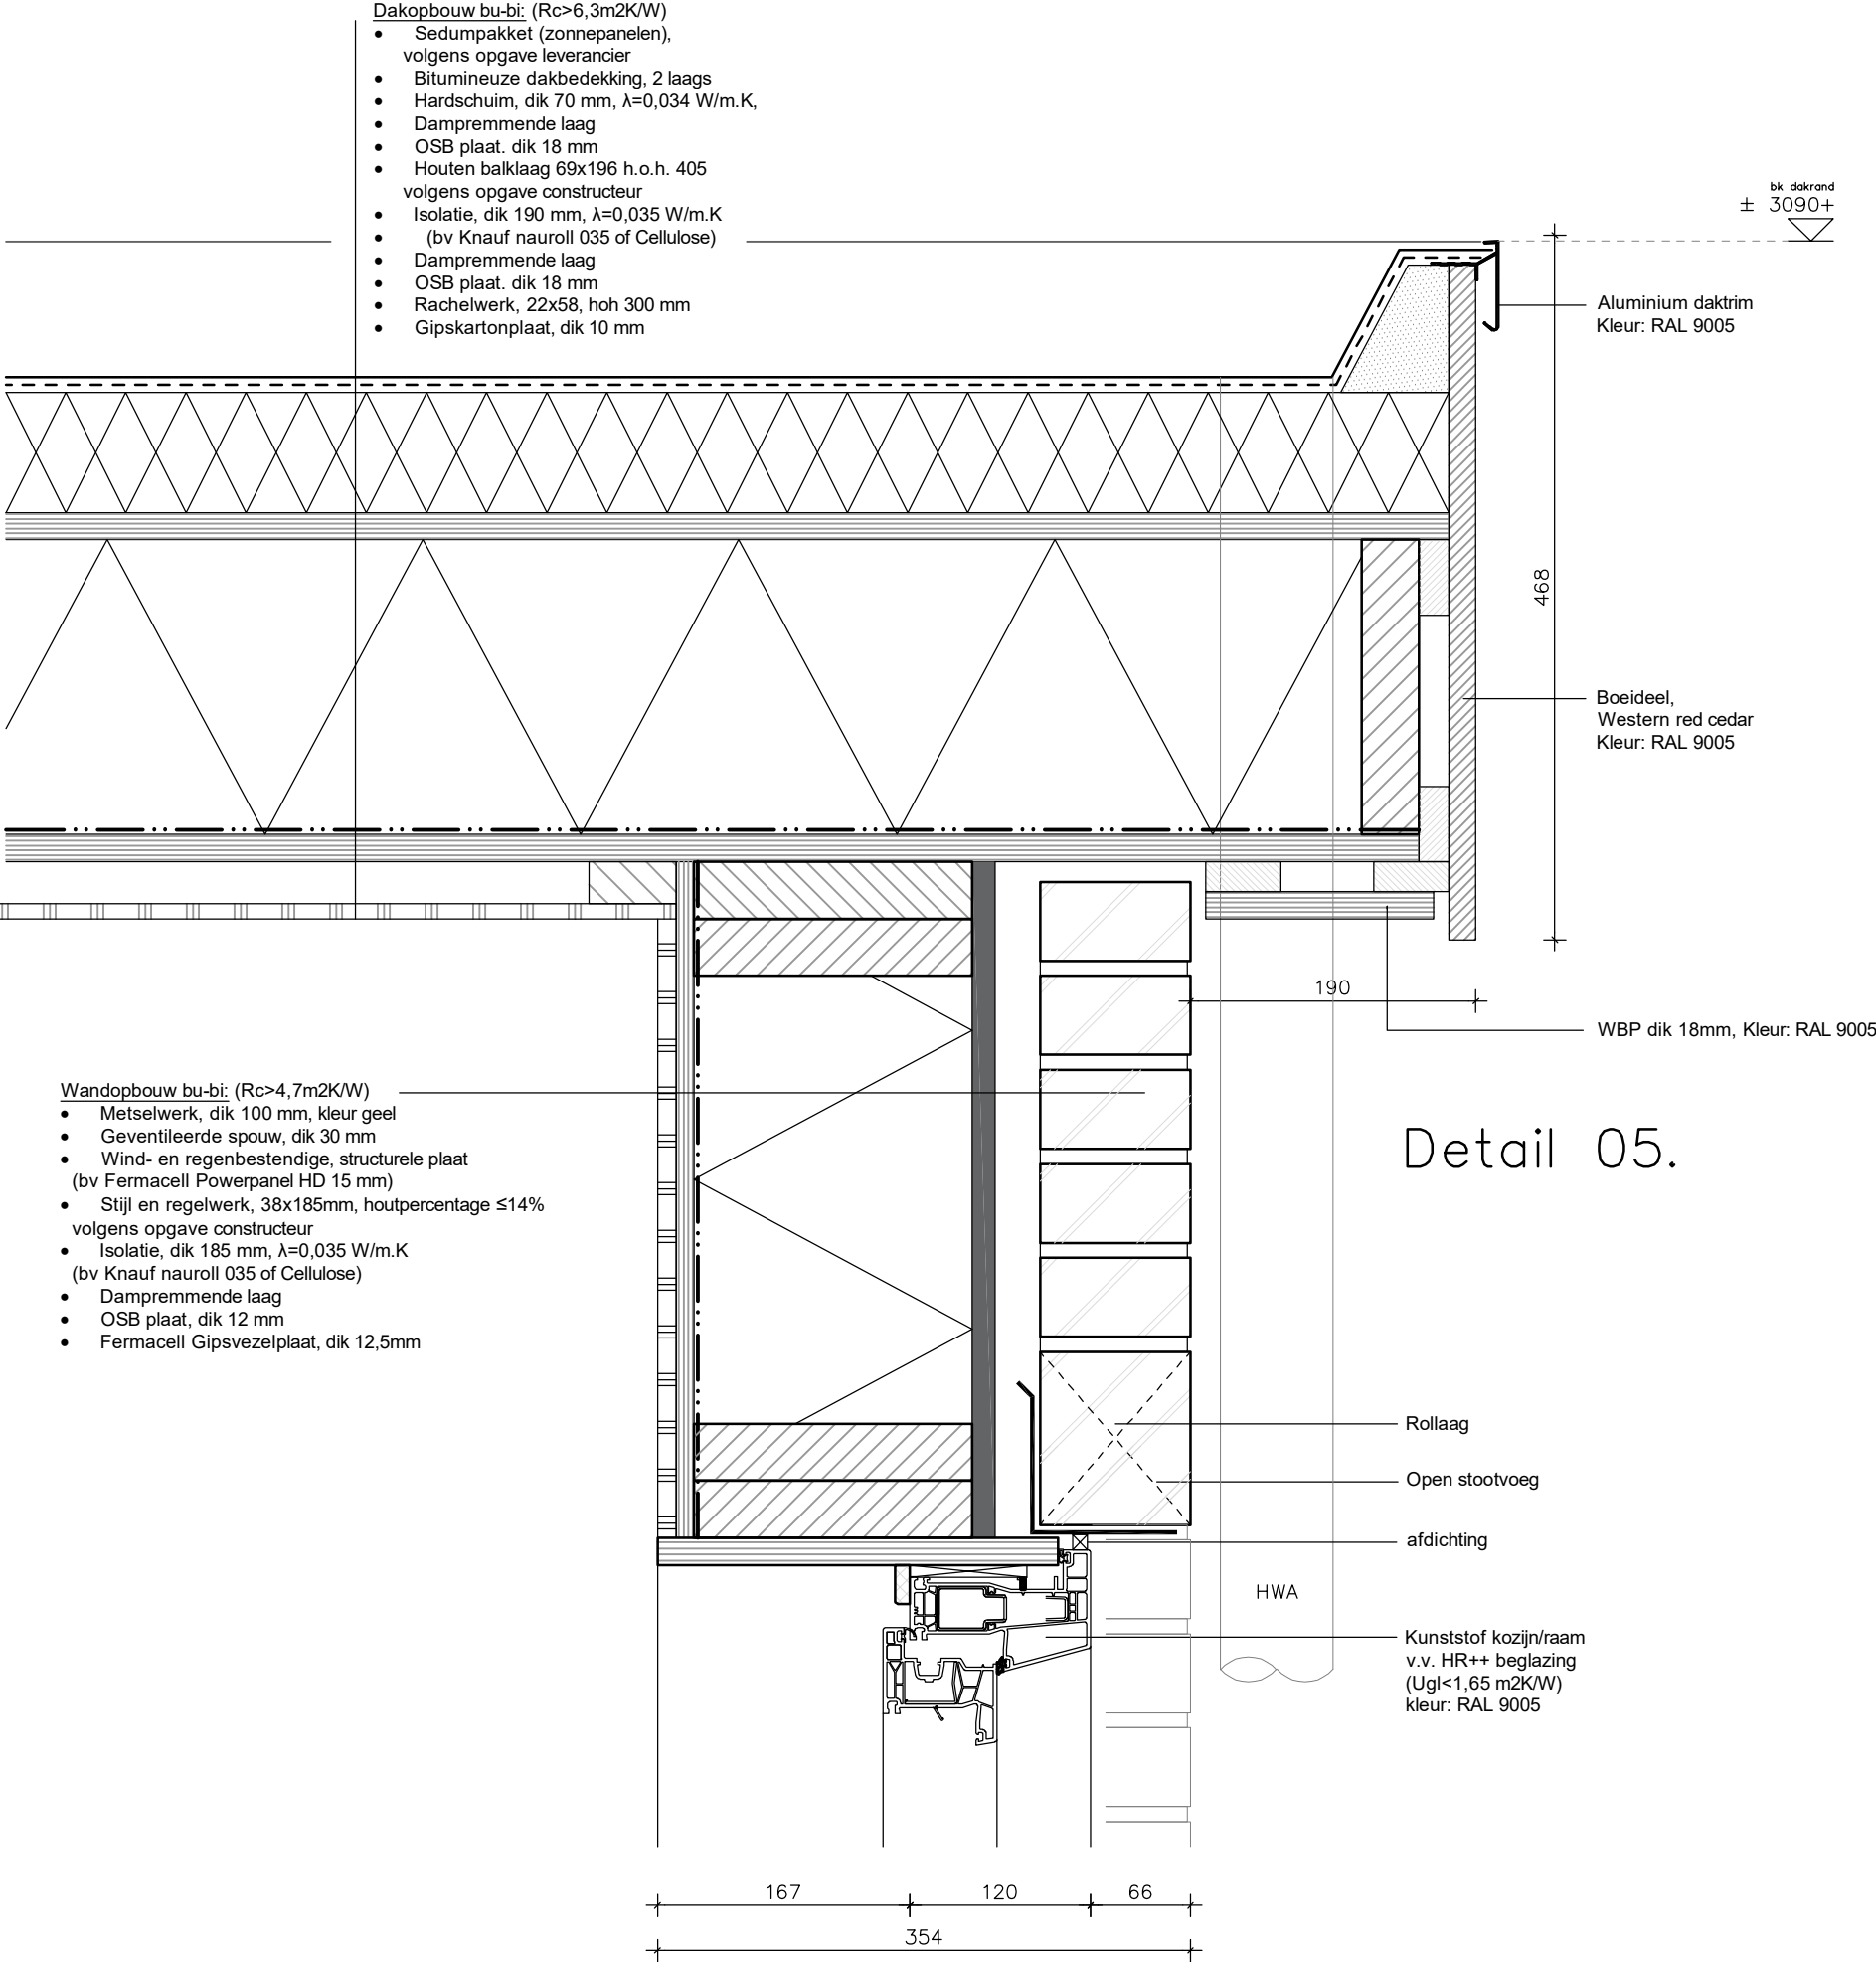 Dakopbouw bu-bi: (Rc>6,3m2K/W)
• Sedumpakket (zonnepanelen),
volgens opgave leverancier
• Bitumineuze dakbedekking, 2 laags
• Hardschuim, dik 70 mm, λ=0,034 W/m.K,
• Dampremmende laag
• OSB plaat. dik 18 mm
• Houten balklaag 69x196 h.o.h. 405
volgens opgave constructeur
• Isolatie, dik 190 mm, λ=0,035 W/m.K
• (bv Knauf nauroll 035 of Cellulose)
• Dampremmende laag
• OSB plaat. dik 18 mm
• Rachelwerk, 22x58, hoh 300 mm
• Gipskartonplaat, dik 10 mm
bk dakrand
± 3090+
Aluminium daktrim
Kleur: RAL 9005
468
Boeideel,
Western red cedar
Kleur: RAL 9005
190
WBP dik 18mm, Kleur: RAL 9005
Wandopbouw bu-bi: (Rc>4,7m2K/W)
• Metselwerk, dik 100 mm, kleur geel
• Geventileerde spouw, dik 30 mm
• Wind- en regenbestendige, structurele plaat
(bv Fermacell Powerpanel HD 15 mm)
• Stijl en regelwerk, 38x185mm, houtpercentage ≤14%
volgens opgave constructeur
• Isolatie, dik 185 mm, λ=0,035 W/m.K
(bv Knauf nauroll 035 of Cellulose)
• Dampremmende laag
• OSB plaat, dik 12 mm
• Fermacell Gipsvezelplaat, dik 12,5mm
Detail 05.
Rollaag
Open stootvoeg
afdichting
HWA
Kunststof kozijn/raam
v.v. HR++ beglazing
(Ugl<1,65 m2K/W)
kleur: RAL 9005
167 120 66
354